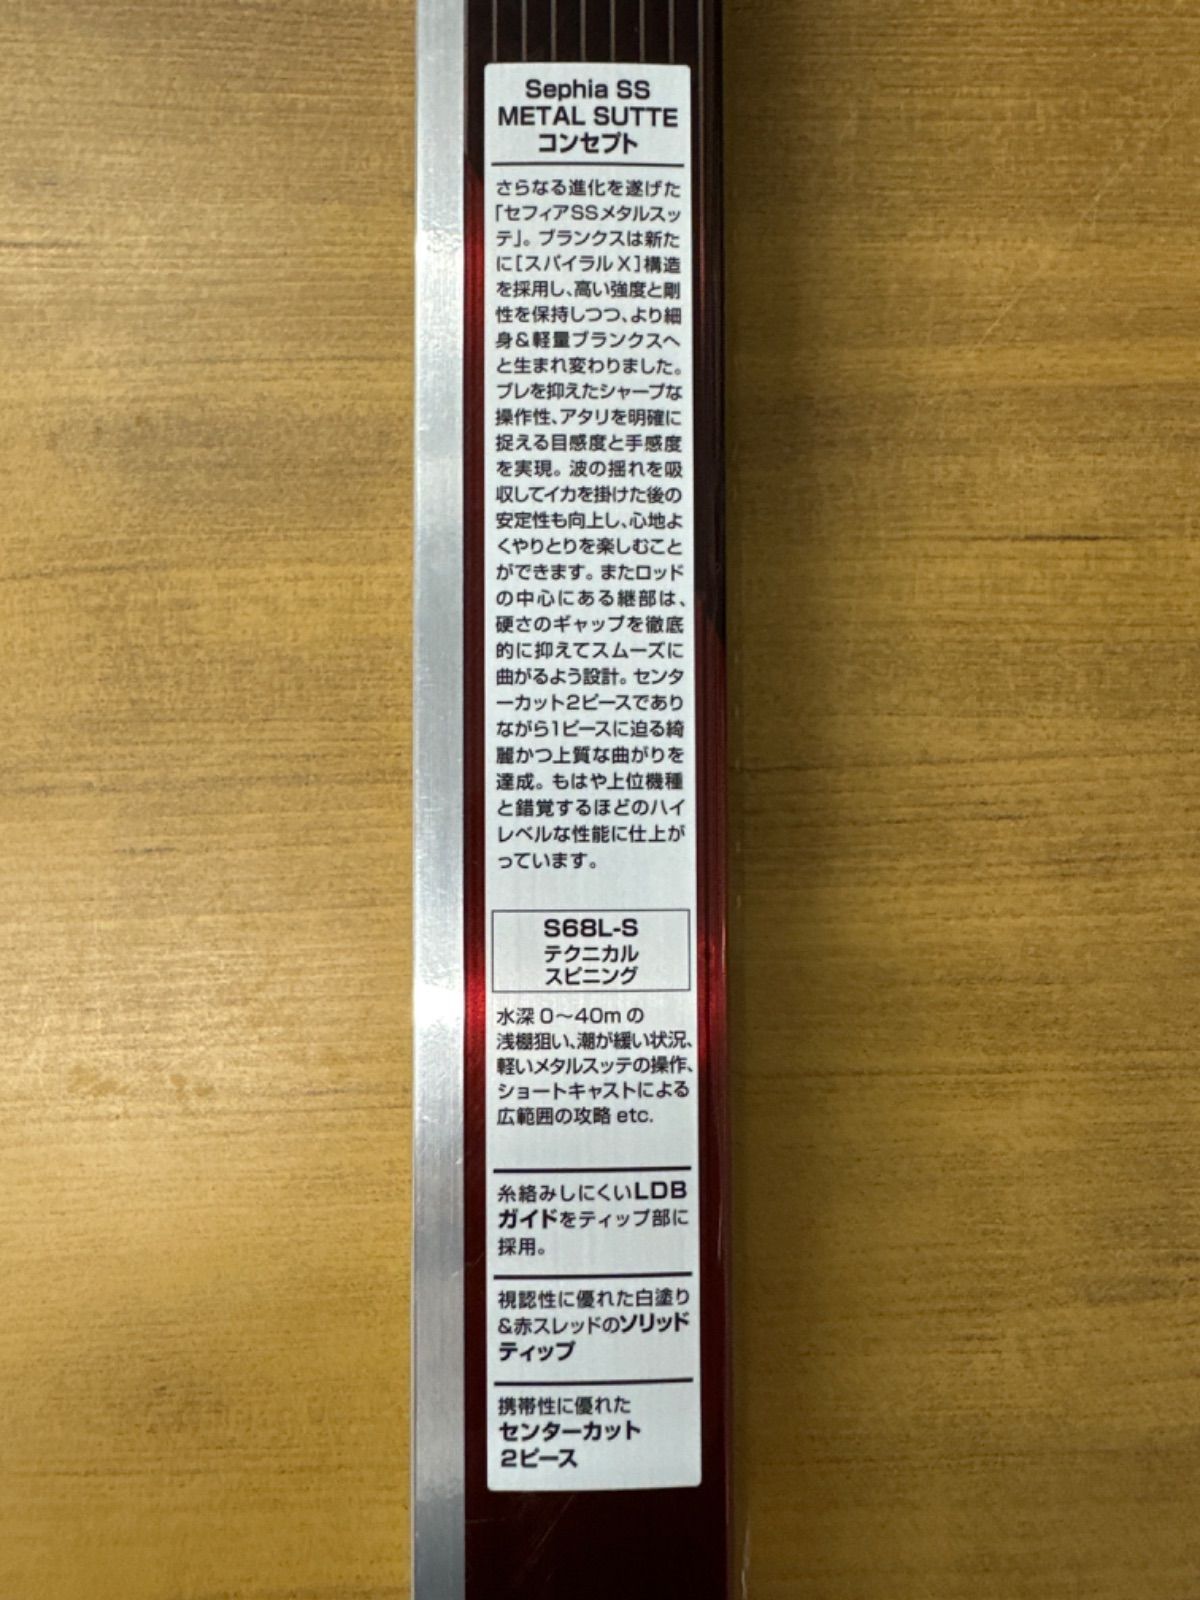 Sephia SS
METAL SUTTE
コンセプト
さらなる進化を遂げた
「セフィアSSメタルスッ
テ」。ブランクスは新た
に[スパイラルX]構造
を採用し、高い強度と剛
性を保持しつつ、より細
身&軽量ブランクスへ
と生まれ変わりました。
ブレを抑えたシャープな
操作性、アタリを明確に
捉える目感度と手感度
を実現。波の揺れを吸
収してイカを掛けた後の
安定性も向上し、心地よ
くやりとりを楽しむこと
ができます。またロッド
の中心にある継部は、
硬さのギャップを徹底
的に抑えてスムーズに
曲がるよう設計。センタ
ーカット2ピースであり
ながら1ピースに迫る綺
麗かつ上質な曲がりを
達成。もはや上位機種
と錯覚するほどのハイ
レベルな性能に仕上が
っています。
S68L-S
テクニカル
スピニング
水深0〜40mの
浅棚狙い、潮が緩い状況、
軽いメタルスッテの操作、
ショートキャストによる
広範囲の攻略 etc.
糸絡みしにくいLDB
ガイドをティップ部に
採用。
視認性に優れた白塗り
&赤スレッドのソリッド
ティップ
携帯性に優れた
センターカット
2ピース